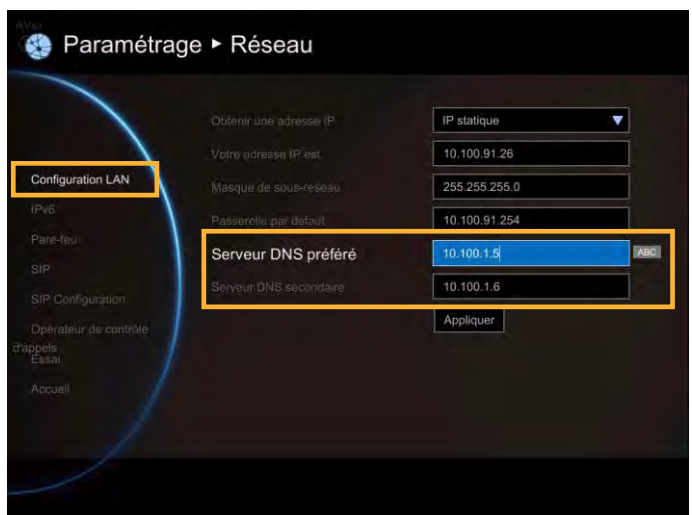 AVer
Paramétrage ► Réseau
Configuration LAN
IPv6
Pare-feu
SIP
SIP Configuration
Opérateur de contrôle
d'appels
Essai
Accueil
Obtenir une adresse IP
IP statique ▼
Votre adresse IP est
10.100.91.26
Masque de sous-réseau
255.255.255.0
Passerelle par défaut
10.100.91.254
Serveur DNS préféré
10.100.1.5
ABC
Serveur DNS secondaire
10.100.1.6
Appliquer